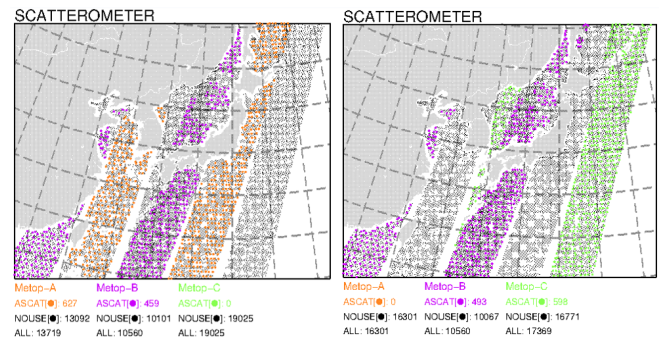 SCATTEROMETER
Metop-A Metop-B Metop-C
ASCAT[●]: 627 ASCAT[●]: 459 ASCAT[●]: 0
NOUSE[●]: 13092 NOUSE[●]: 10101 NOUSE[●]: 19025
ALL: 13719 ALL: 10560 ALL: 19025
SCATTEROMETER
Metop-A Metop-B Metop-C
ASCAT[●]: 0 ASCAT[●]: 493 ASCAT[●]: 598
NOUSE[●]: 16301 NOUSE[●]: 10067 NOUSE[●]: 16771
ALL: 16301 ALL: 10560 ALL: 17369